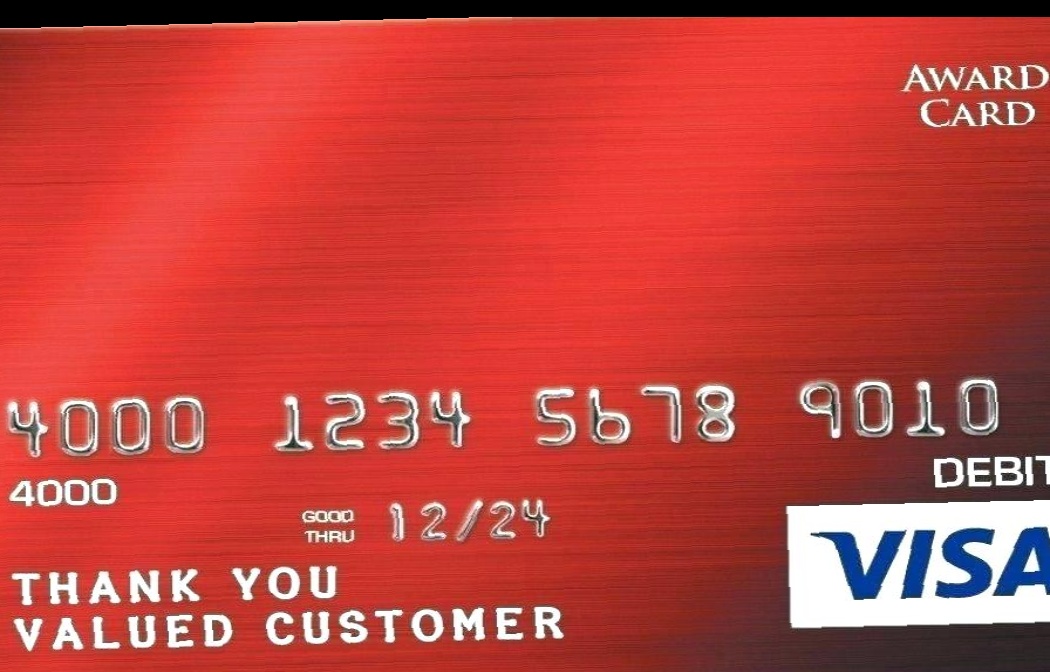 AWARD
CARD
4000 1234 5678 9010
4000
DEBIT
GOOD
THRU 12/24
THANK YOU
VALUED CUSTOMER
VISA